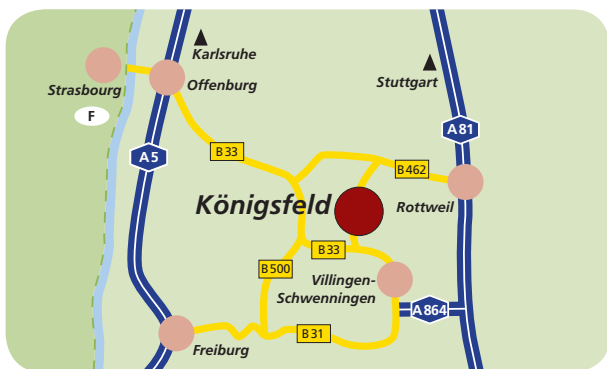 Karlsruhe
Strasbourg
Offenburg
Stuttgart
F
A81
A5
B33
B462
Königsfeld
Rottweil
B33
B500
Villingen-
Schwenningen
A864
B31
Freiburg